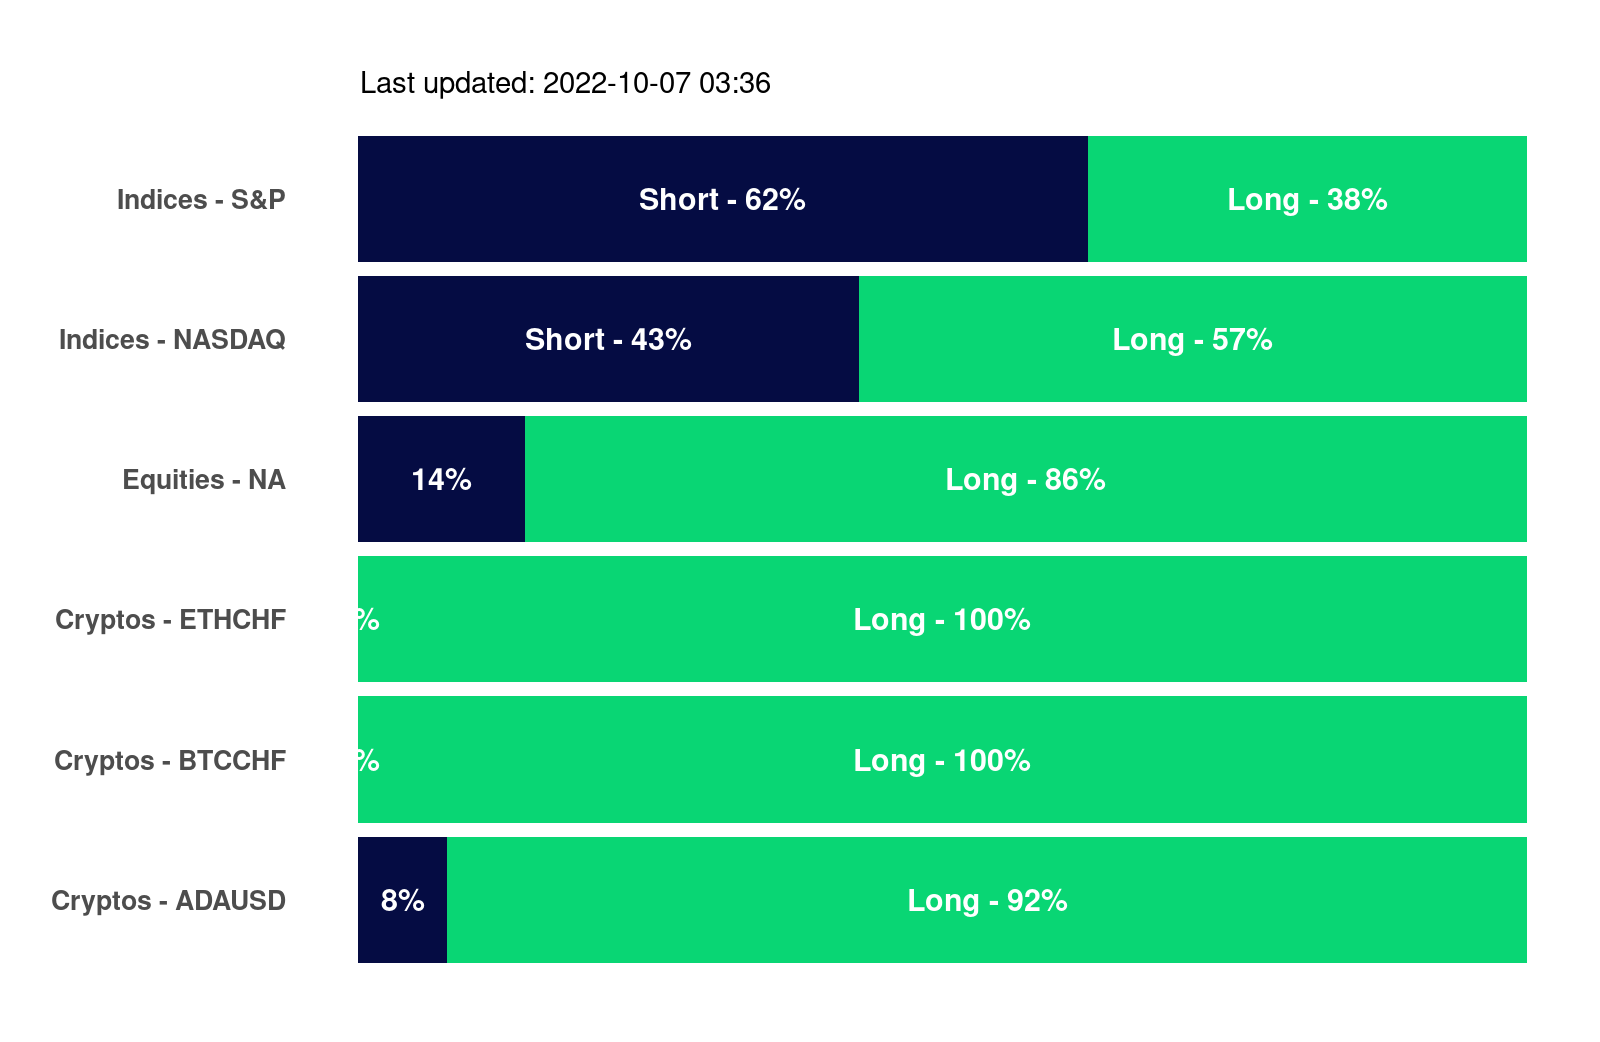 Last updated: 2022-10-07 03:36
Indices - S&P Short - 62% Long - 38%
Indices - NASDAQ Short - 43% Long - 57%
Equities - NA 14% Long - 86%
Cryptos - ETHCHF % Long - 100%
Cryptos - BTCCHF % Long - 100%
Cryptos - ADAUSD 8% Long - 92%